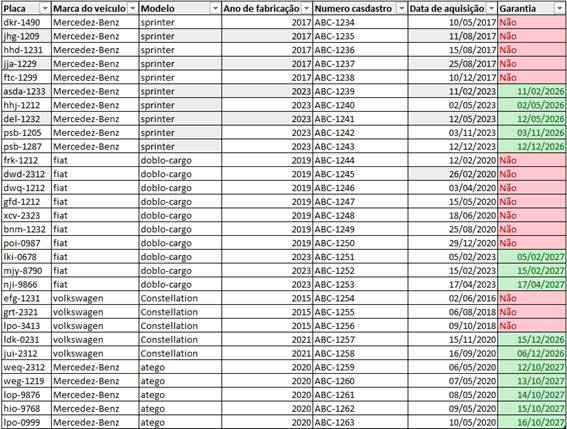 Placa Marca do veículo Modelo Ano de fabricação Numero casdastro Data de aquisição Garantia
dkr-1490 Mercedez-Benz sprinter 2017 ABC-1234 10/05/2017 Não
jhg-1209 Mercedez-Benz sprinter 2017 ABC-1235 11/08/2017 Não
hhd-1231 Mercedez-Benz sprinter 2017 ABC-1236 15/08/2017 Não
jja-1229 Mercedez-Benz sprinter 2017 ABC-1237 25/08/2017 Não
ftc-1299 Mercedez-Benz sprinter 2017 ABC-1238 10/12/2017 Não
asda-1233 Mercedez-Benz sprinter 2023 ABC-1239 11/02/2023 11/02/2026
hhj-1212 Mercedez-Benz sprinter 2023 ABC-1240 02/05/2023 02/05/2026
del-1232 Mercedez-Benz sprinter 2023 ABC-1241 12/05/2023 12/05/2026
psb-1205 Mercedez-Benz sprinter 2023 ABC-1242 03/11/2023 03/11/2026
psb-1287 Mercedez-Benz sprinter 2023 ABC-1243 12/12/2023 12/12/2026
frk-1212 fiat doblo-cargo 2019 ABC-1244 12/02/2020 Não
dwd-2312 fiat doblo-cargo 2019 ABC-1245 26/02/2020 Não
dwq-1212 fiat doblo-cargo 2019 ABC-1246 03/04/2020 Não
gfd-1212 fiat doblo-cargo 2019 ABC-1247 15/05/2020 Não
xcv-2323 fiat doblo-cargo 2019 ABC-1248 18/06/2020 Não
bnm-1232 fiat doblo-cargo 2019 ABC-1249 25/08/2020 Não
poi-0987 fiat doblo-cargo 2019 ABC-1250 29/12/2020 Não
lki-0678 fiat doblo-cargo 2023 ABC-1251 05/02/2023 05/02/2027
mjy-8790 fiat doblo-cargo 2023 ABC-1252 15/02/2023 15/02/2027
nji-9866 fiat doblo-cargo 2023 ABC-1253 17/04/2023 17/04/2027
efg-1231 volkswagen Constellation 2015 ABC-1254 02/06/2016 Não
grt-2321 volkswagen Constellation 2015 ABC-1255 06/08/2018 Não
lpo-3413 volkswagen Constellation 2015 ABC-1256 09/10/2018 Não
ldk-0231 volkswagen Constellation 2021 ABC-1257 15/11/2020 15/12/2026
jui-2312 volkswagen Constellation 2021 ABC-1258 16/09/2020 06/12/2026
weq-2312 Mercedez-Benz atego 2020 ABC-1259 06/05/2020 12/10/2027
weg-1219 Mercedez-Benz atego 2020 ABC-1260 07/05/2020 13/10/2027
lop-9876 Mercedez-Benz atego 2020 ABC-1261 08/05/2020 14/10/2027
hio-9768 Mercedez-Benz atego 2020 ABC-1262 09/05/2020 15/10/2027
lpo-0999 Mercedez-Benz atego 2020 ABC-1263 10/05/2020 16/10/2027